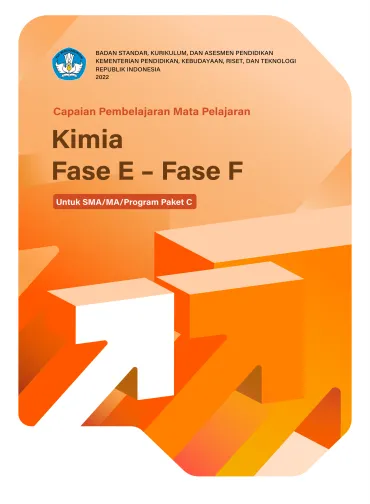 BADAN STANDAR, KURIKULUM, DAN ASESMEN PENDIDIKAN
KEMENTERIAN PENDIDIKAN, KEBUDAYAAN, RISET, DAN TEKNOLOGI
REPUBLIK INDONESIA
2022
Capaian Pembelajaran Mata Pelajaran
Kimia
Fase E – Fase F
Untuk SMA/MA/Program Paket C